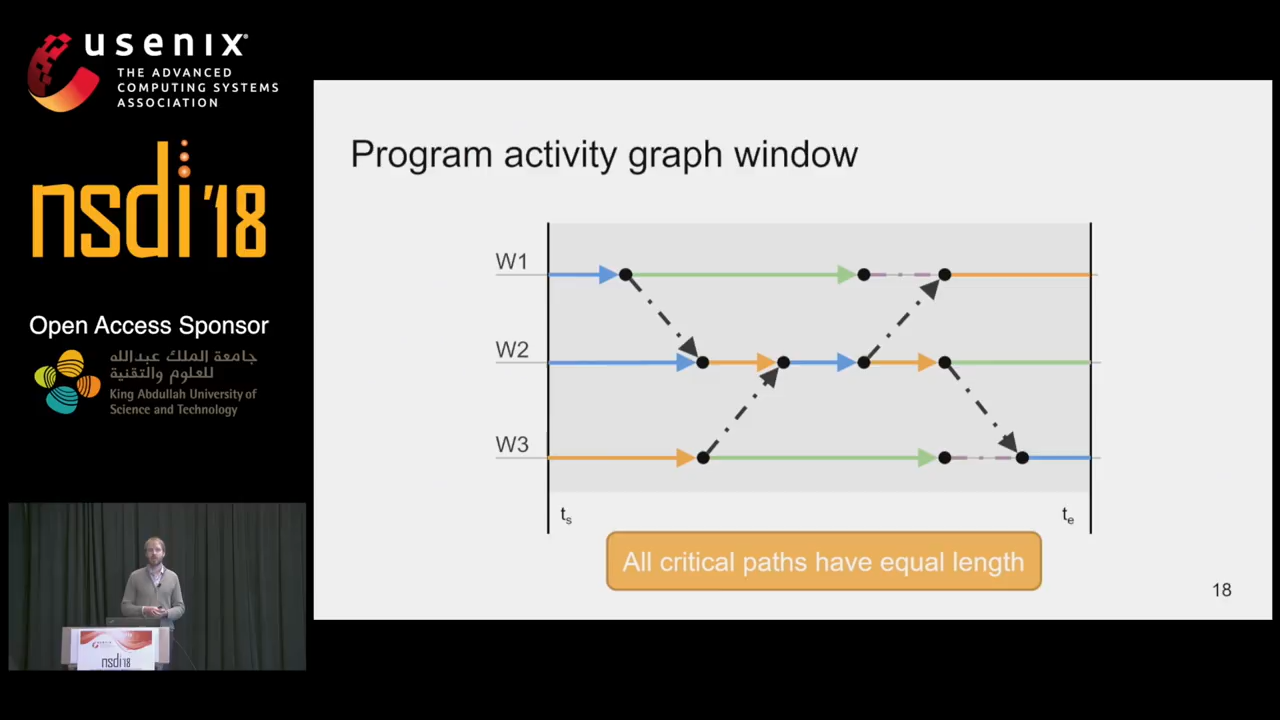 usenix
THE ADVANCED
COMPUTING SYSTEMS
ASSOCIATION
nsdi '18
Open Access Sponsor
جامعة الملك عبدالله
للعلوم والتقنية
King Abdullah University of
Science and Technology
Program activity graph window
W1
W2
W3
ts
te
All critical paths have equal length
18
nsdi18